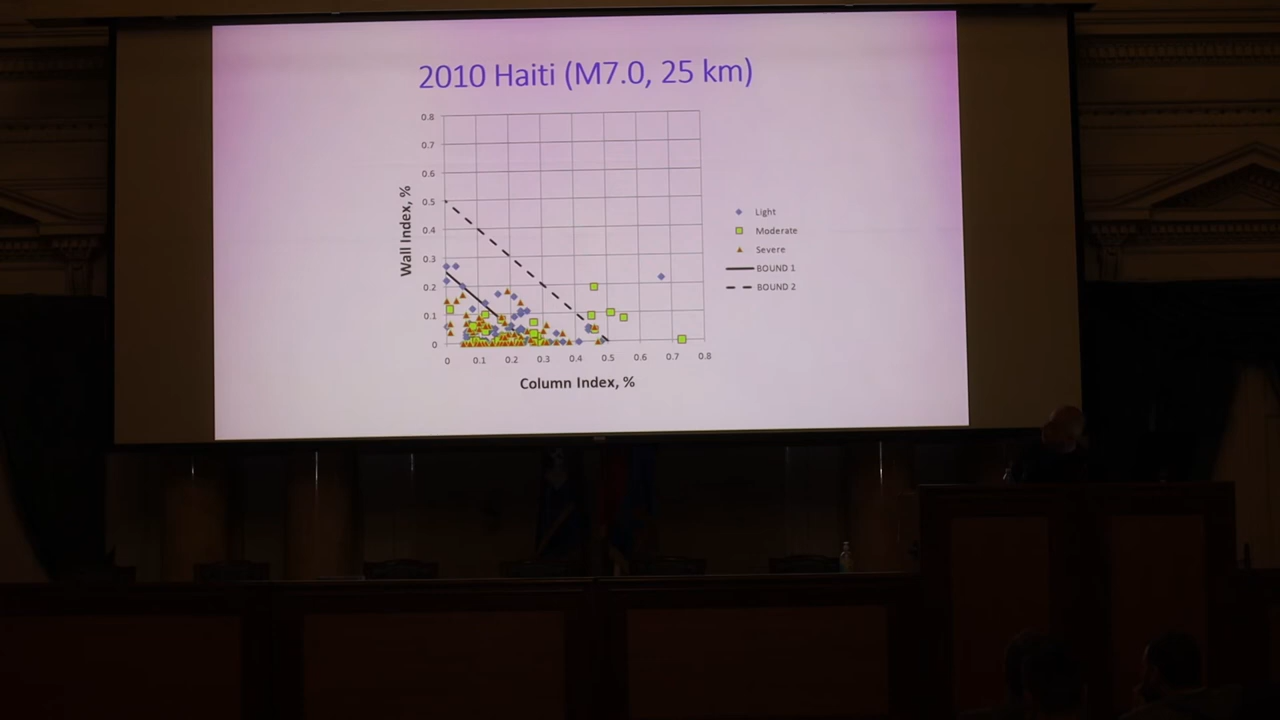 2010 Haiti (M7.0, 25 km)
0.8
0.7
0.6
0.5
0.4
0.3
0.2
0.1
0
Wall Index, %
0 0.1 0.2 0.3 0.4 0.5 0.6 0.7 0.8
Column Index, %
Light
Moderate
Severe
BOUND 1
BOUND 2